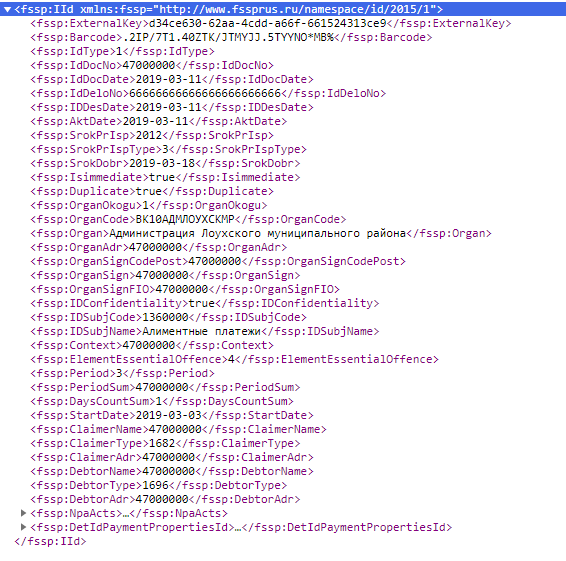 <fssp:IId xmlns:fssp="http://www.fssprus.ru/namespace/id/2015/1">
<fssp:ExternalKey>d34ce630-62aa-4cdd-a66f-661524313ce9</fssp:ExternalKey>
<fssp:Barcode>.2IP/7T1.40ZTK/JTMYJJ.5TYYNO*MB%</fssp:Barcode>
<fssp:IdType>1</fssp:IdType>
<fssp:IdDocNo>47000000</fssp:IdDocNo>
<fssp:IdDocDate>2019-03-11</fssp:IdDocDate>
<fssp:IdDeloNo>6666666666666666666666666</fssp:IdDeloNo>
<fssp:IDDesDate>2019-03-11</fssp:IDDesDate>
<fssp:AktDate>2019-03-11</fssp:AktDate>
<fssp:SrokPrIsp>2012</fssp:SrokPrIsp>
<fssp:SrokPrIspType>3</fssp:SrokPrIspType>
<fssp:SrokDobr>2019-03-18</fssp:SrokDobr>
<fssp:Isimmediate>true</fssp:Isimmediate>
<fssp:Duplicate>true</fssp:Duplicate>
<fssp:OrganOkogu>1</fssp:OrganOkogu>
<fssp:OrganCode>ВК10АДМЛОУХСКМР</fssp:OrganCode>
<fssp:Organ>Администрация Лоухского муниципального района</fssp:Organ>
<fssp:OrganAdr>47000000</fssp:OrganAdr>
<fssp:OrganSignCodePost>47000000</fssp:OrganSignCodePost>
<fssp:OrganSign>47000000</fssp:OrganSign>
<fssp:OrganSignFIO>47000000</fssp:OrganSignFIO>
<fssp:IDConfidentiality>true</fssp:IDConfidentiality>
<fssp:IDSubjCode>1360000</fssp:IDSubjCode>
<fssp:IDSubjName>Алиментные платежи</fssp:IDSubjName>
<fssp:Context>47000000</fssp:Context>
<fssp:ElementEssentialOffence>4</fssp:ElementEssentialOffence>
<fssp:Period>3</fssp:Period>
<fssp:PeriodSum>47000000</fssp:PeriodSum>
<fssp:DaysCountSum>1</fssp:DaysCountSum>
<fssp:StartDate>2019-03-03</fssp:StartDate>
<fssp:ClaimerName>47000000</fssp:ClaimerName>
<fssp:ClaimerType>1682</fssp:ClaimerType>
<fssp:ClaimerAdr>47000000</fssp:ClaimerAdr>
<fssp:DebtorName>47000000</fssp:DebtorName>
<fssp:DebtorType>1696</fssp:DebtorType>
<fssp:DebtorAdr>47000000</fssp:DebtorAdr>
<fssp:NpaActs>…</fssp:NpaActs>
<fssp:DetIdPaymentPropertiesId>…</fssp:DetIdPaymentPropertiesId>
</fssp:IId>